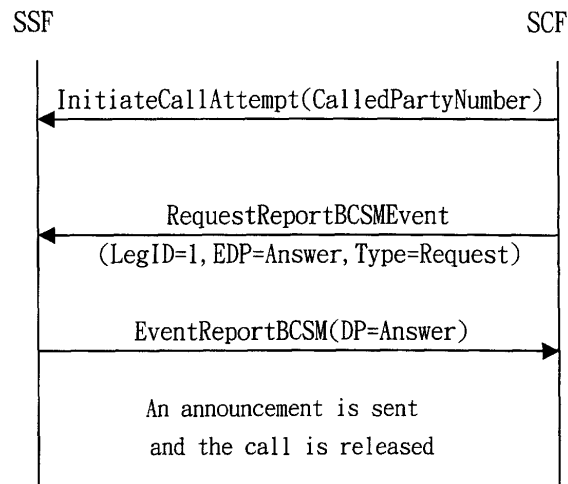 SSF SCF
InitiateCallAttempt(CalledPartyNumber)
RequestReportBCSMEvent
(LegID=1, EDP=Answer, Type=Request)
EventReportBCSM(DP=Answer)
An announcement is sent
and the call is released